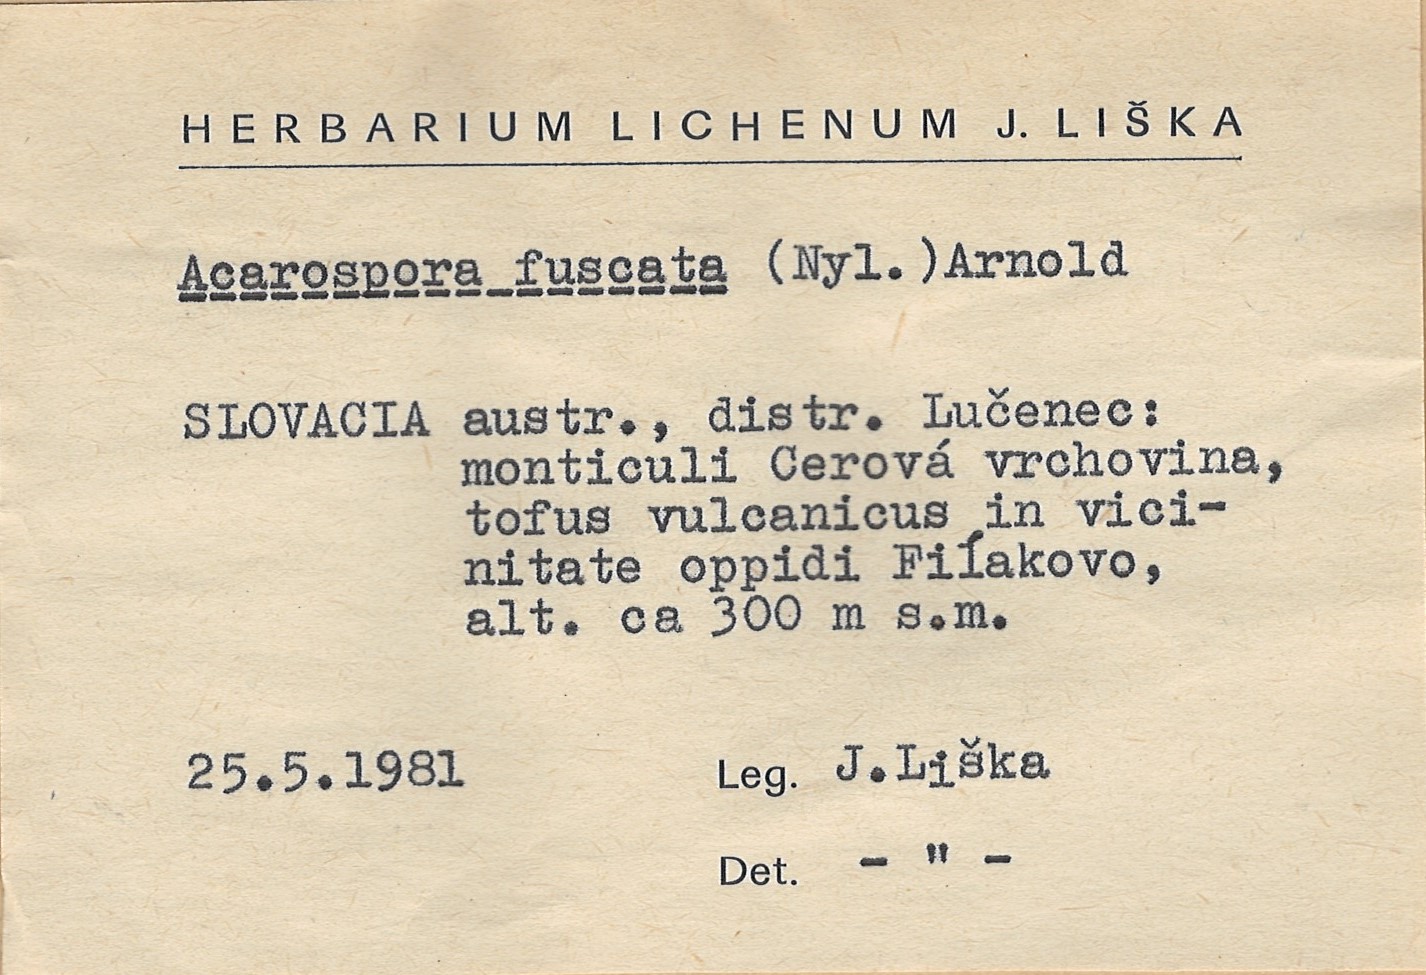 HERBARIUM LICHENUM J. LIŠKA
Acarospora fuscata (Nyl.)Arnold
SLOVACIA austr., distr. Lučenec:
monticuli Cerová vrchovina,
tofus vulcanicus in vici-
nitate oppidi Fiľakovo,
alt. ca 300 m s.m.
25.5.1981
Leg. J.Liška
Det. - " -